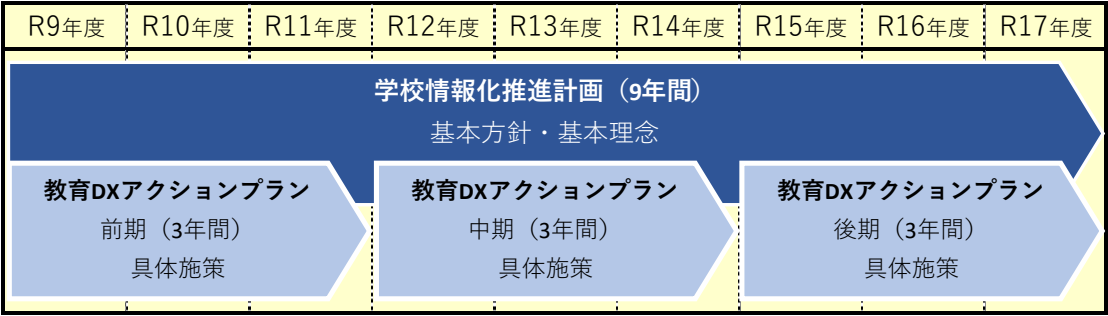 R9年度 R10年度 R11年度 R12年度 R13年度 R14年度 R15年度 R16年度 R17年度
学校情報化推進計画（9年間）
基本方針・基本理念
教育DXアクションプラン
前期（3年間）
具体施策
教育DXアクションプラン
中期（3年間）
具体施策
教育DXアクションプラン
後期（3年間）
具体施策